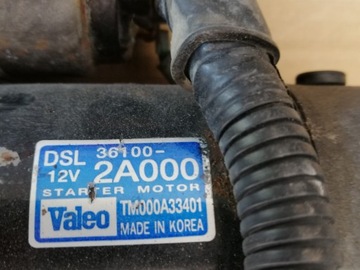 DSL 36100-
12V 2A000
STARTER MOTOR
Valeo TM000A33401
MADE IN KOREA